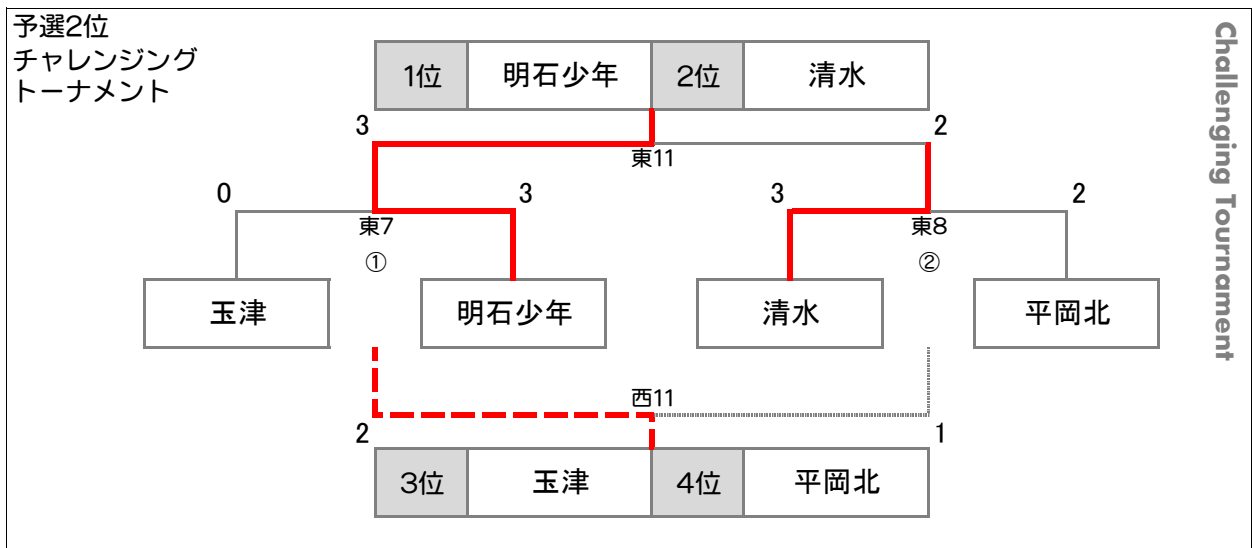 予選2位
チャレンジング
トーナメント
Challenging Tournament
1位 明石少年 2位 清水
3 2
東11
0 3 3 2
東7 東8
① ②
玉津 明石少年 清水 平岡北
西11
2 1
3位 玉津 4位 平岡北